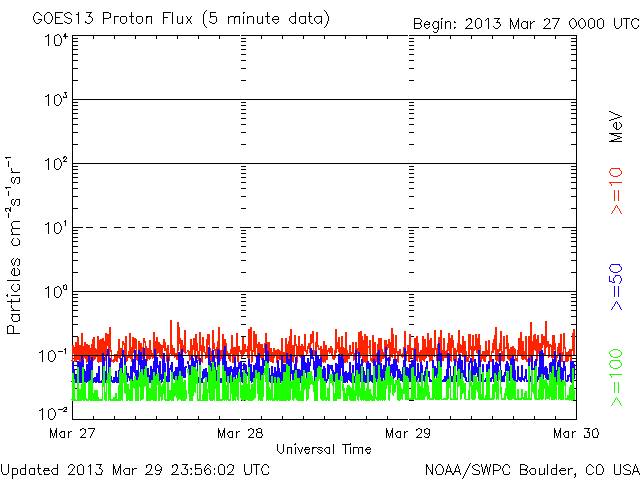 GOES13 Proton Flux (5 minute data)
Begin: 2013 Mar 27 0000 UTC
Particles cm⁻²s⁻¹sr⁻¹
10⁴
10³
10²
10¹
10⁰
10⁻¹
10⁻²
MeV
>=10
>=50
>=100
Mar 27
Mar 28
Mar 29
Mar 30
Universal Time
Updated 2013 Mar 29 23:56:02 UTC
NOAA/SWPC Boulder, CO USA